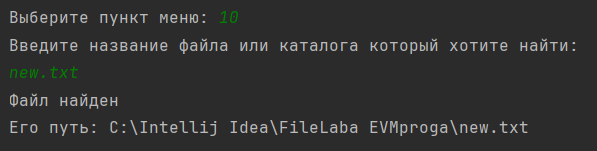 Выберите пункт меню: 10
Введите название файла или каталога который хотите найти:
new.txt
Файл найден
Его путь: C:\Intellij Idea\FileLaba EVMproga\new.txt